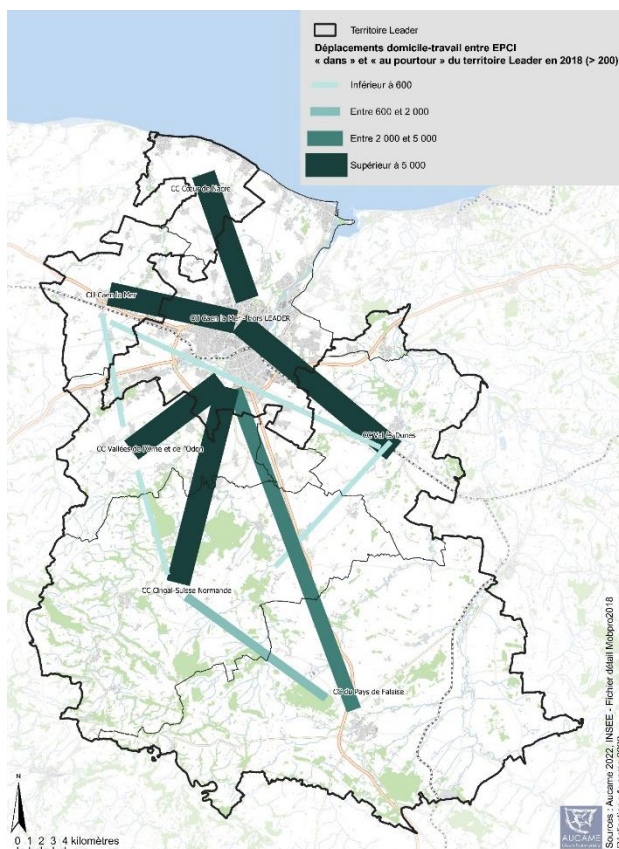 Territoire Leader
Déplacements domicile-travail entre EPCI
« dans » et « au pourtour » du territoire Leader en 2018 (> 200)
Inférieur à 600
Entre 600 et 2 000
Entre 2 000 et 5 000
Supérieur à 5 000
CC Cœur de Nacre
CU Caen la Mer
CU Caen la Mer - hors LEADER
CC Val ès Dunes
CC Vallées de l'Orne et de l'Odon
CC Cingal-Suisse Normande
CC du Pays de Falaise
N
0 1 2 3 4 kilomètres
AUCAME
Sources : Aucame 2022, INSEE - Fichier détail Mobpro2018